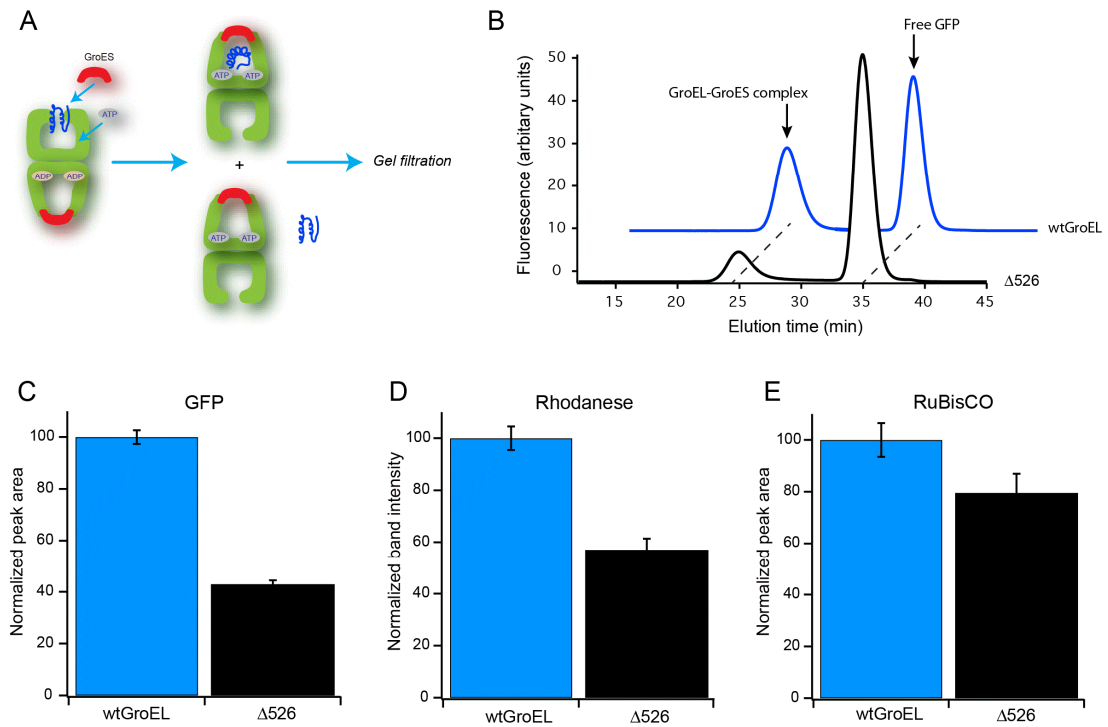 A
GroES
ATP
ADP ADP
ATP ATP
+
ATP ATP
Gel filtration
B
Fluorescence (arbitary units)
50
40
30
20
10
0
GroEL-GroES complex
Free GFP
wtGroEL
Δ526
15 20 25 29 35 40 45
Elution time (min)
C
GFP
Normalized peak area
100
80
60
40
20
0
wtGroEL Δ526
D
Rhodanese
Normalized band intensity
100
80
60
40
20
0
wtGroEL Δ526
E
RuBisCO
Normalized peak area
100
80
60
40
20
0
wtGroEL Δ526